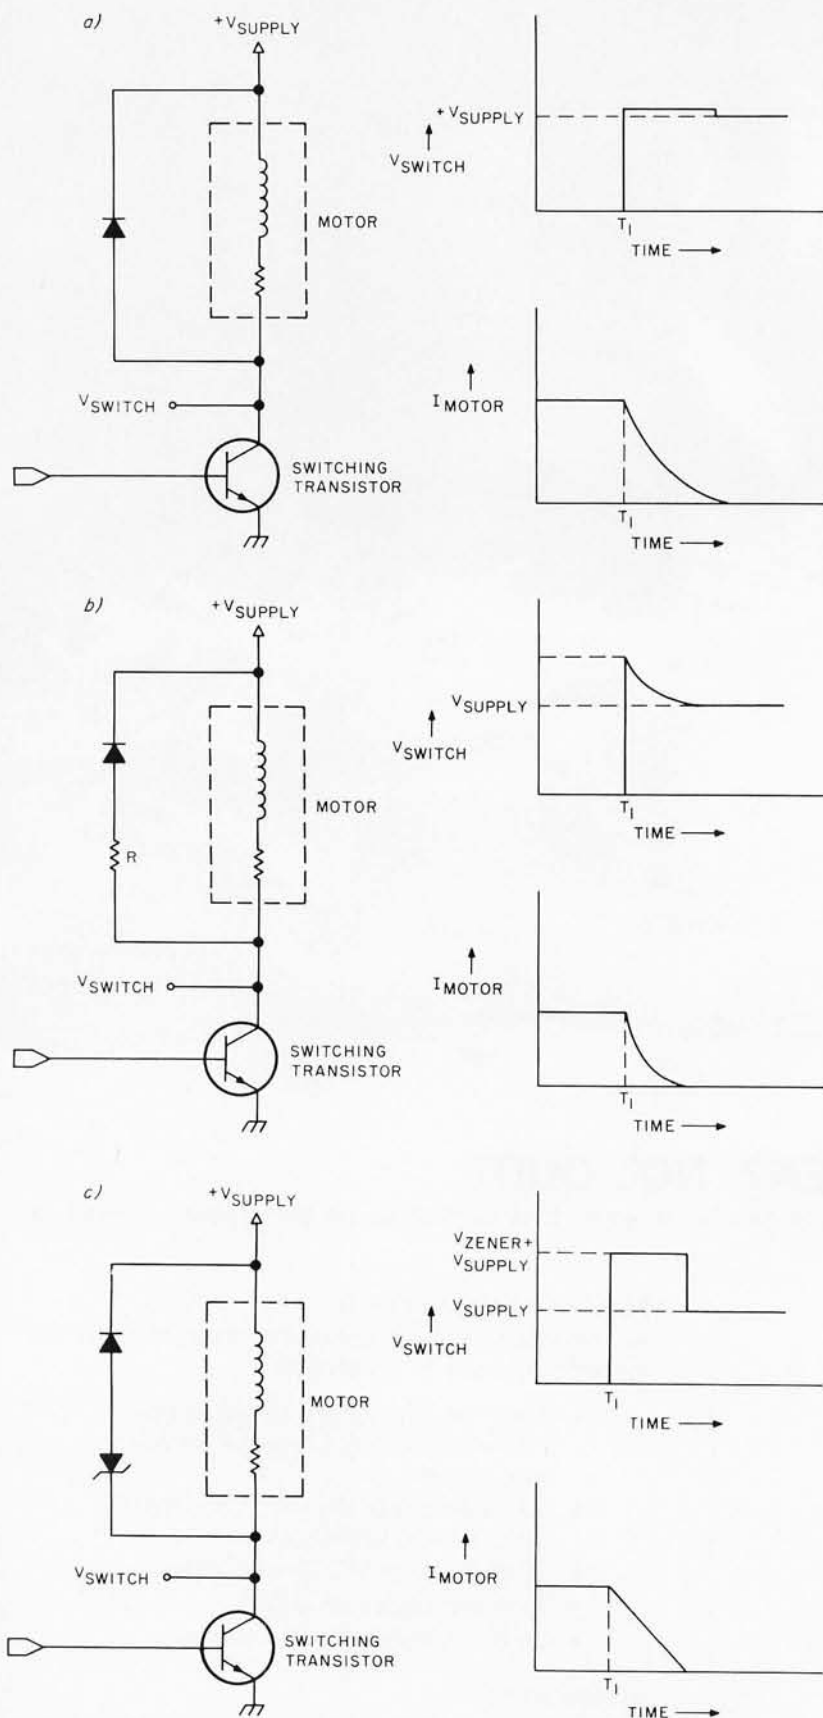 a)
+VSUPPLY
MOTOR
VSWITCH
SWITCHING
TRANSISTOR
+VSUPPLY
VSWITCH
T1
TIME
IMOTOR
T1
TIME
b)
+VSUPPLY
MOTOR
R
VSWITCH
SWITCHING
TRANSISTOR
VSUPPLY
VSWITCH
T1
TIME
IMOTOR
T1
TIME
c)
+VSUPPLY
MOTOR
VSWITCH
SWITCHING
TRANSISTOR
VZENER+
VSUPPLY
VSUPPLY
VSWITCH
T1
TIME
IMOTOR
T1
TIME